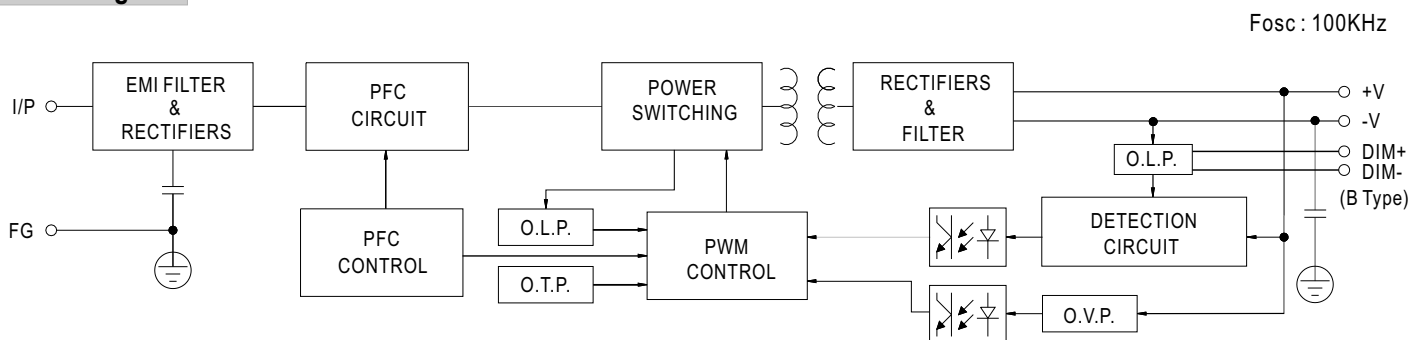 Fosc : 100KHz
I/P
EMI FILTER
&
RECTIFIERS
PFC
CIRCUIT
POWER
SWITCHING
RECTIFIERS
&
FILTER
+V
-V
O.L.P.
DIM+
DIM-
(B Type)
FG
PFC
CONTROL
O.L.P.
O.T.P.
PWM
CONTROL
DETECTION
CIRCUIT
O.V.P.